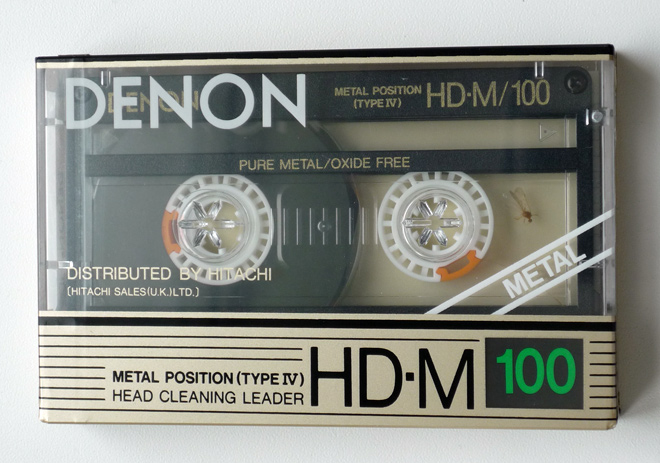 DENON
DENON
METAL POSITION
(TYPE IV)
HD·M/100
PURE METAL/OXIDE FREE
DISTRIBUTED BY HITACHI
(HITACHI SALES(U.K.)LTD.)
METAL
METAL POSITION (TYPE IV)
HEAD CLEANING LEADER
HD·M
100